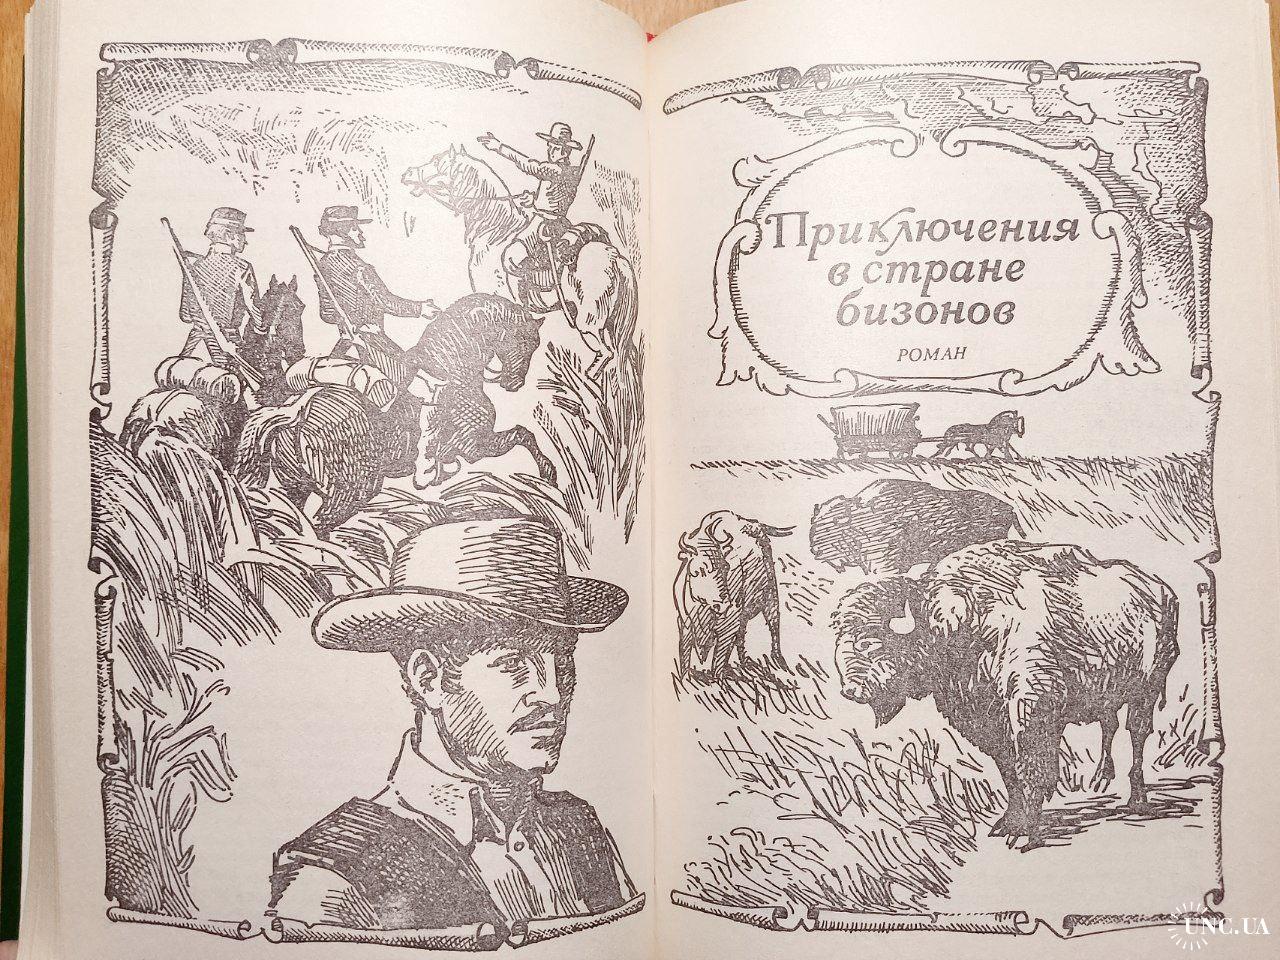 Приключения
в стране
бизонов
РОМАН
UNC.UA